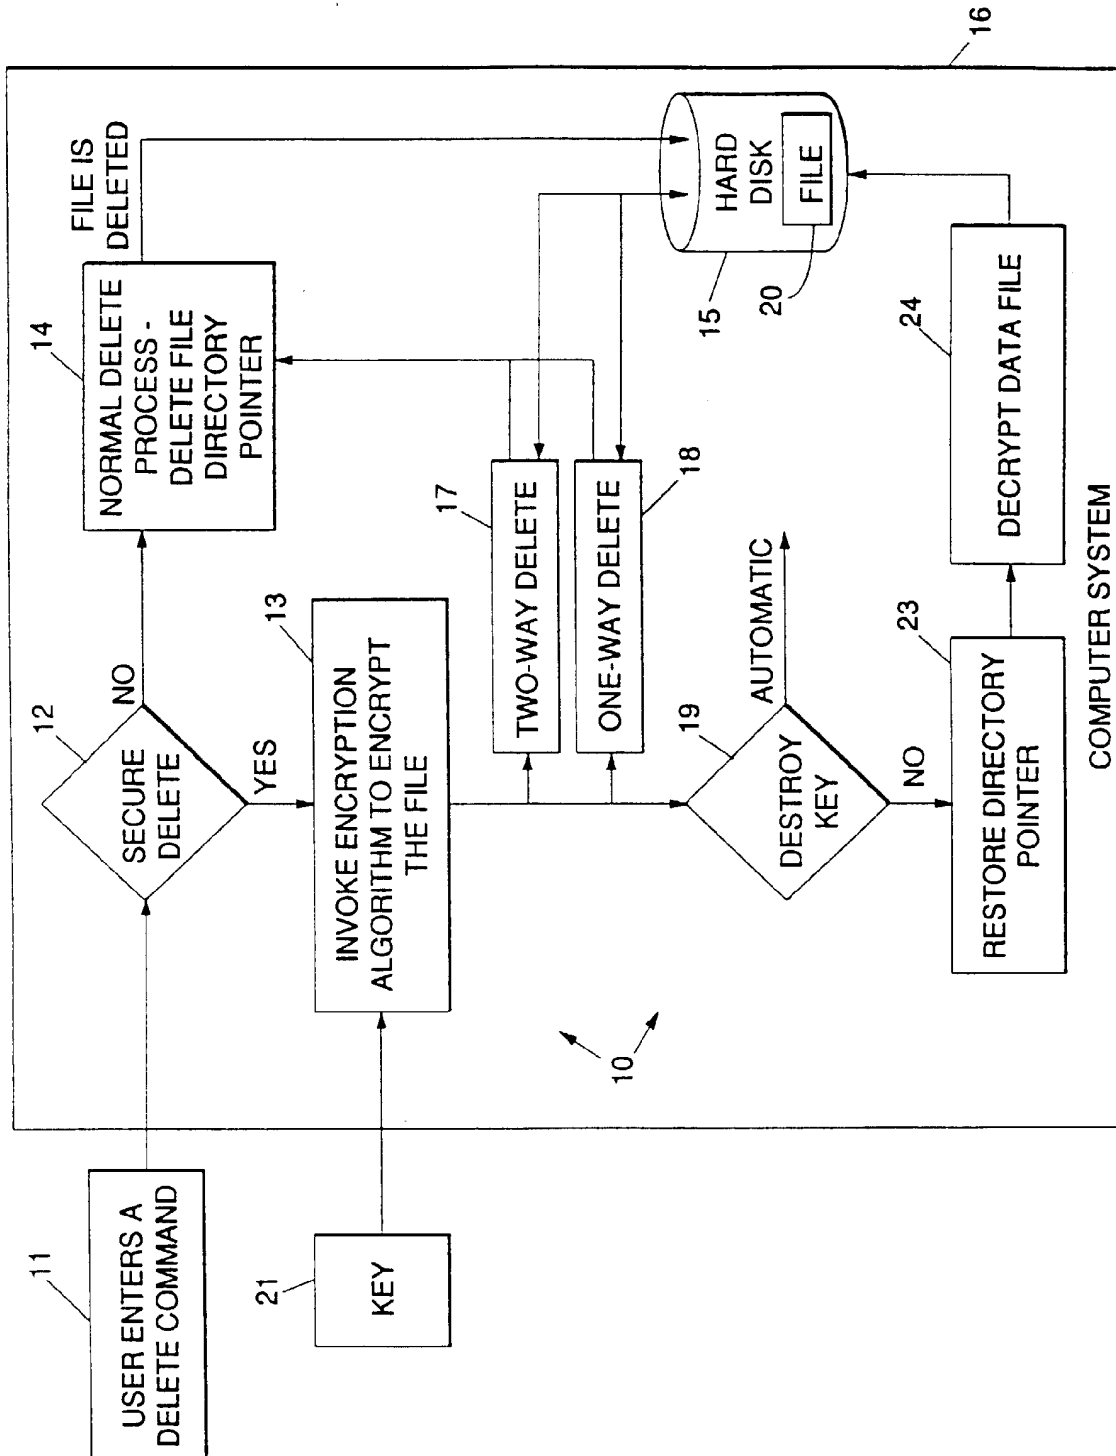 11
USER ENTERS A
DELETE COMMAND
12
SECURE
DELETE
NO
YES
14
NORMAL DELETE
PROCESS -
DELETE FILE
DIRECTORY
POINTER
FILE IS
DELETED
16
21
KEY
13
INVOKE ENCRYPTION
ALGORITHM TO ENCRYPT
THE FILE
17
TWO-WAY DELETE
ONE-WAY DELETE
18
15
HARD
DISK
FILE
20
10
19
DESTROY
KEY
AUTOMATIC
NO
23
RESTORE DIRECTORY
POINTER
24
DECRYPT DATA FILE
COMPUTER SYSTEM